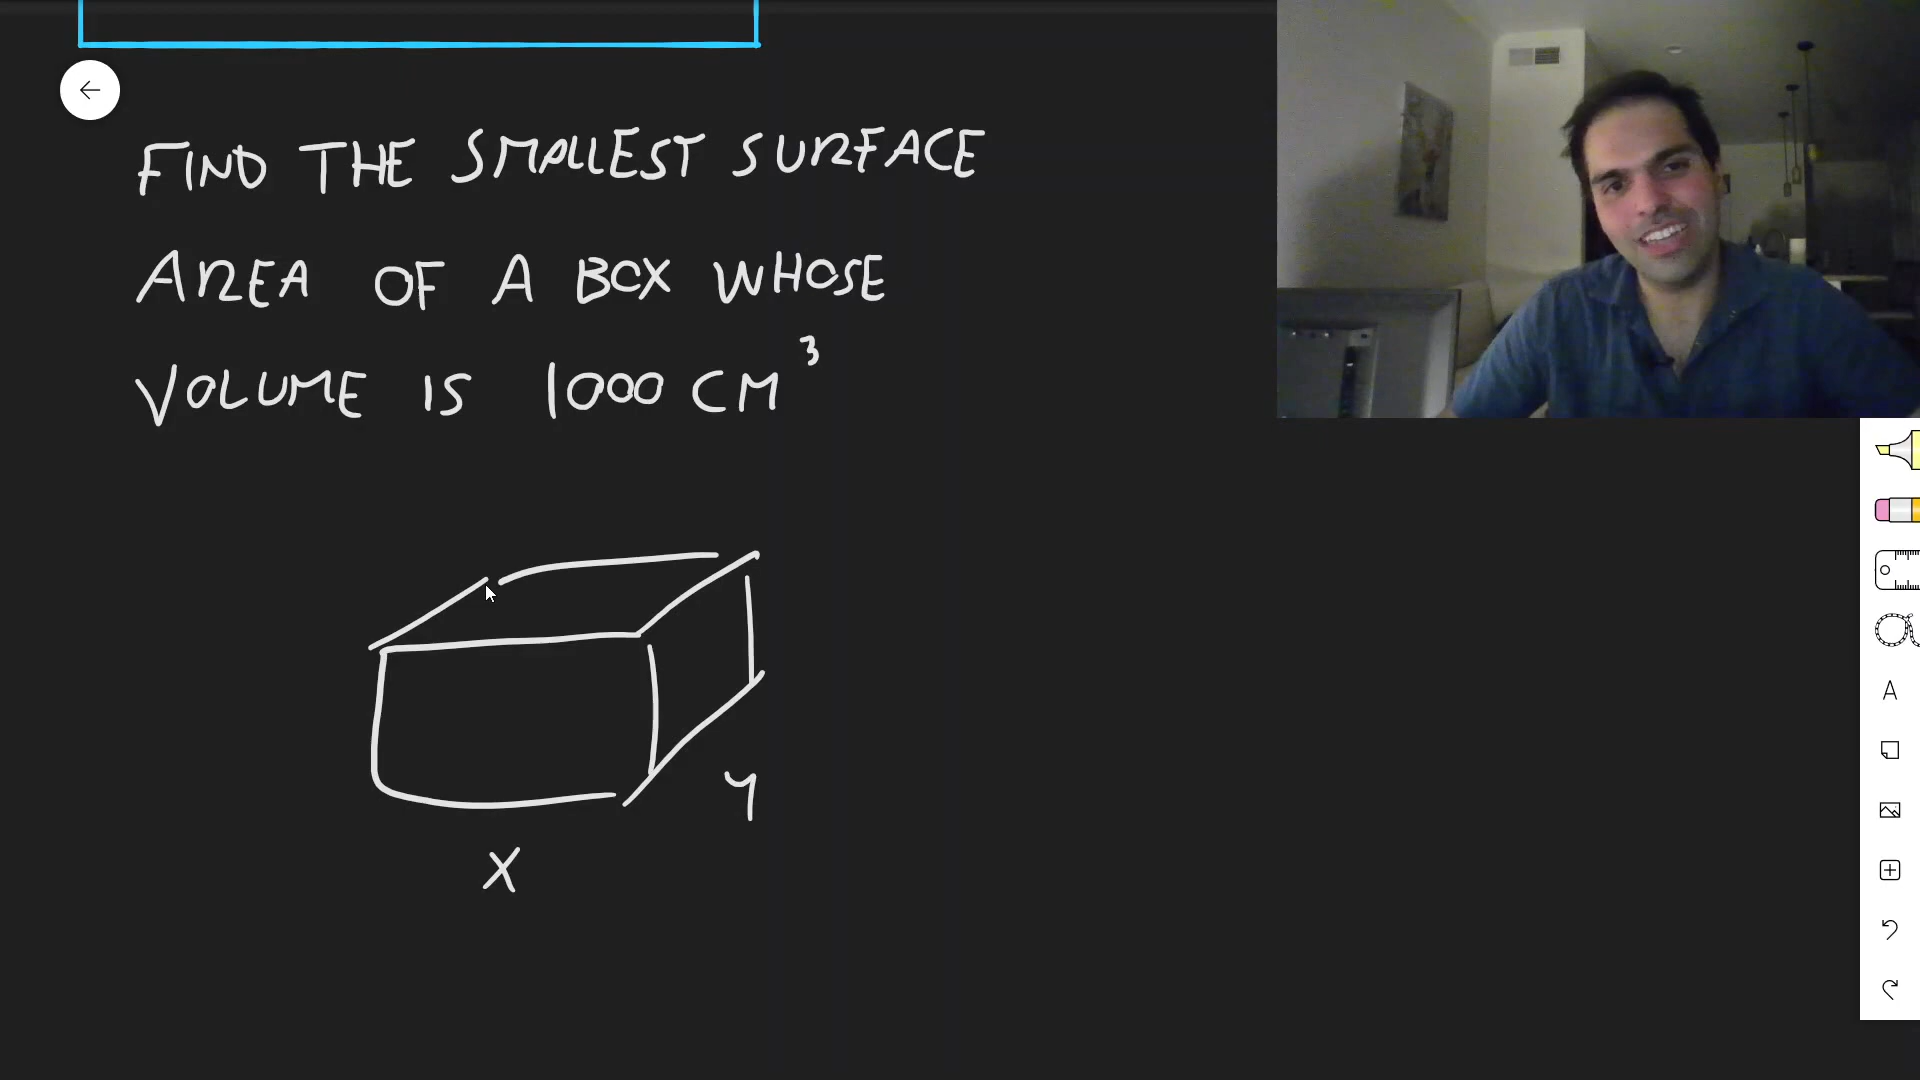 FIND THE SMALLEST SURFACE
AREA OF A BOX WHOSE
VOLUME IS 1000 CM³
Y
X
A